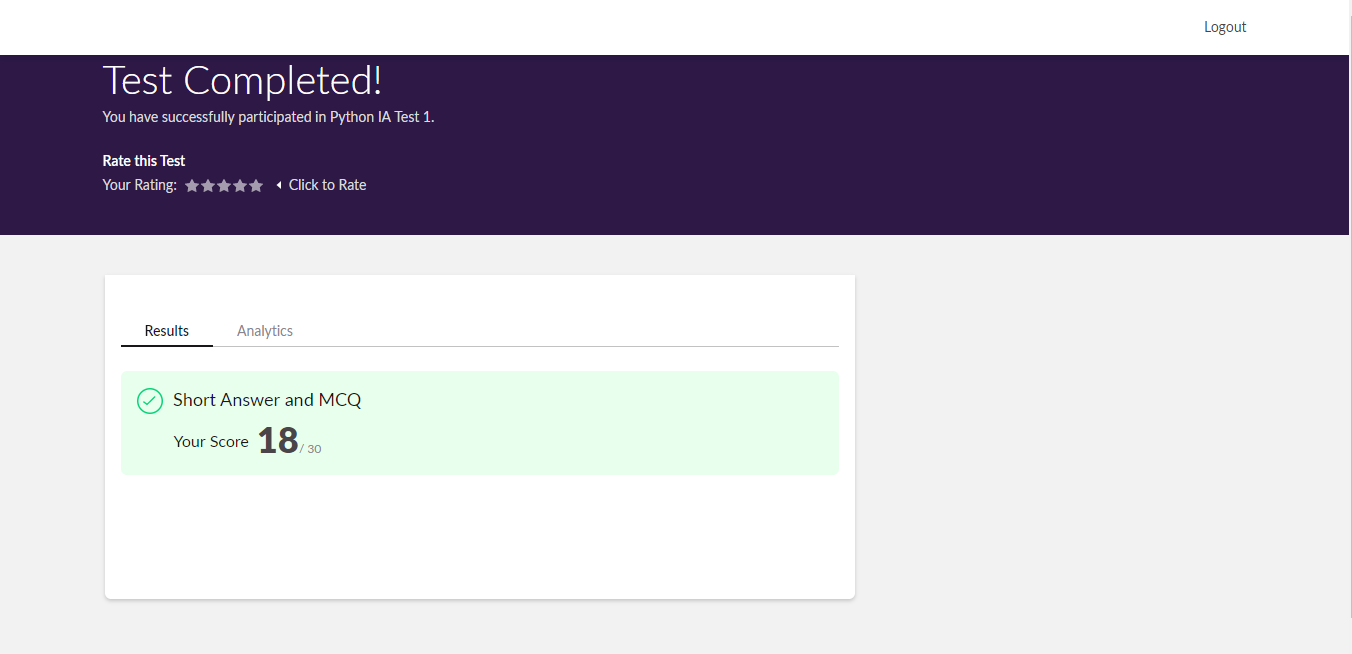 Logout
Test Completed!
You have successfully participated in Python IA Test 1.
Rate this Test
Your Rating: Click to Rate
Results Analytics
Short Answer and MCQ
Your Score 18 / 30